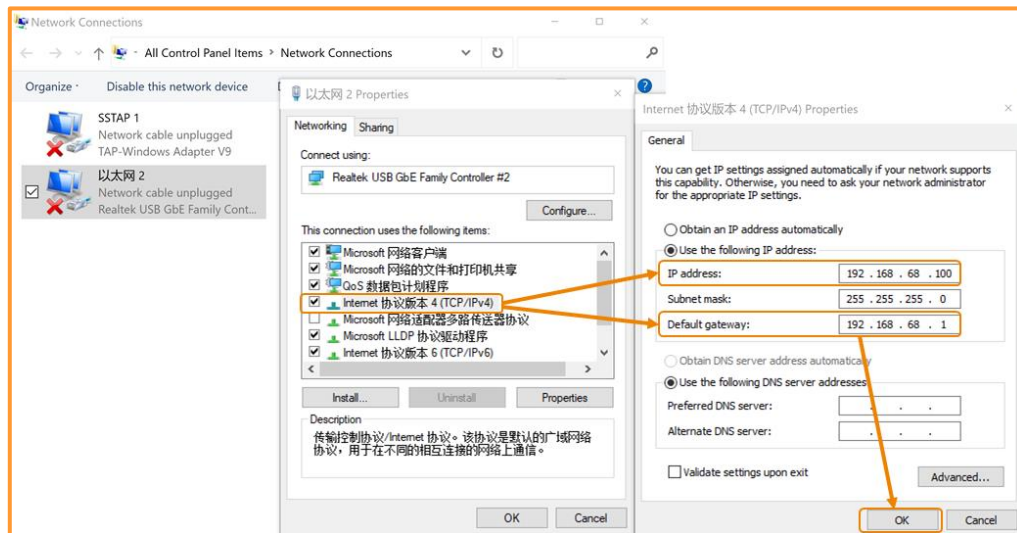 Network Connections
All Control Panel Items > Network Connections
Organize
Disable this network device
SSTAP 1
Network cable unplugged
TAP-Windows Adapter V9
以太网 2
Network cable unplugged
Realtek USB GbE Family Cont...
以太网 2 Properties
Networking
Sharing
Connect using:
Realtek USB GbE Family Controller #2
Configure...
This connection uses the following items:
Microsoft 网络客户端
Microsoft 网络的文件和打印机共享
QoS 数据包计划程序
Internet 协议版本 4 (TCP/IPv4)
Microsoft 网络适配器多路传送器协议
Microsoft LLDP 协议驱动程序
Internet 协议版本 6 (TCP/IPv6)
Install...
Uninstall
Properties
Description
传输控制协议/Internet 协议。该协议是默认的广域网络
协议，用于在不同的相互连接的网络上通信。
OK
Cancel
Internet 协议版本 4 (TCP/IPv4) Properties
General
You can get IP settings assigned automatically if your network supports
this capability. Otherwise, you need to ask your network administrator
for the appropriate IP settings.
Obtain an IP address automatically
Use the following IP address:
IP address:
192 . 168 . 68 . 100
Subnet mask:
255 . 255 . 255 . 0
Default gateway:
192 . 168 . 68 . 1
Obtain DNS server address automatically
Use the following DNS server addresses
Preferred DNS server:
. . .
Alternate DNS server:
. . .
Validate settings upon exit
Advanced...
OK
Cancel